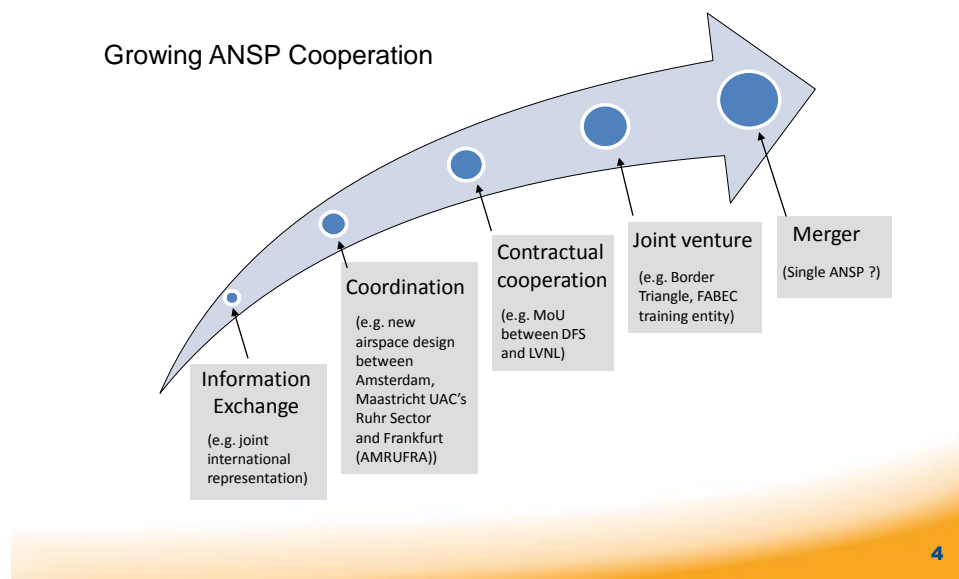 Growing ANSP Cooperation
Information
Exchange
(e.g. joint
international
representation)
Coordination
(e.g. new
airspace design
between
Amsterdam,
Maastricht UAC’s
Ruhr Sector
and Frankfurt
(AMRUFRA))
Contractual
cooperation
(e.g. MoU
between DFS
and LVNL)
Joint venture
(e.g. Border
Triangle, FABEC
training entity)
Merger
(Single ANSP ?)
4